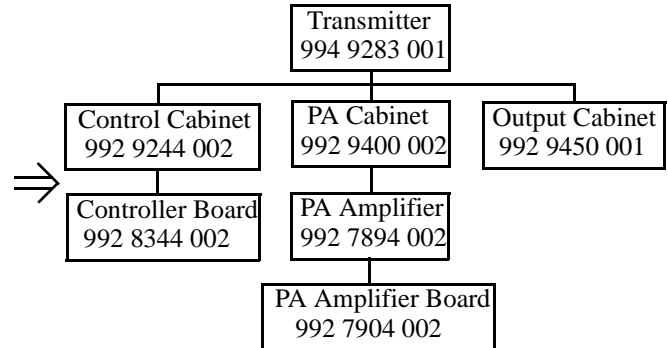 Transmitter
994 9283 001
Control Cabinet
992 9244 002
PA Cabinet
992 9400 002
Output Cabinet
992 9450 001
Controller Board
992 8344 002
PA Amplifier
992 7894 002
PA Amplifier Board
992 7904 002